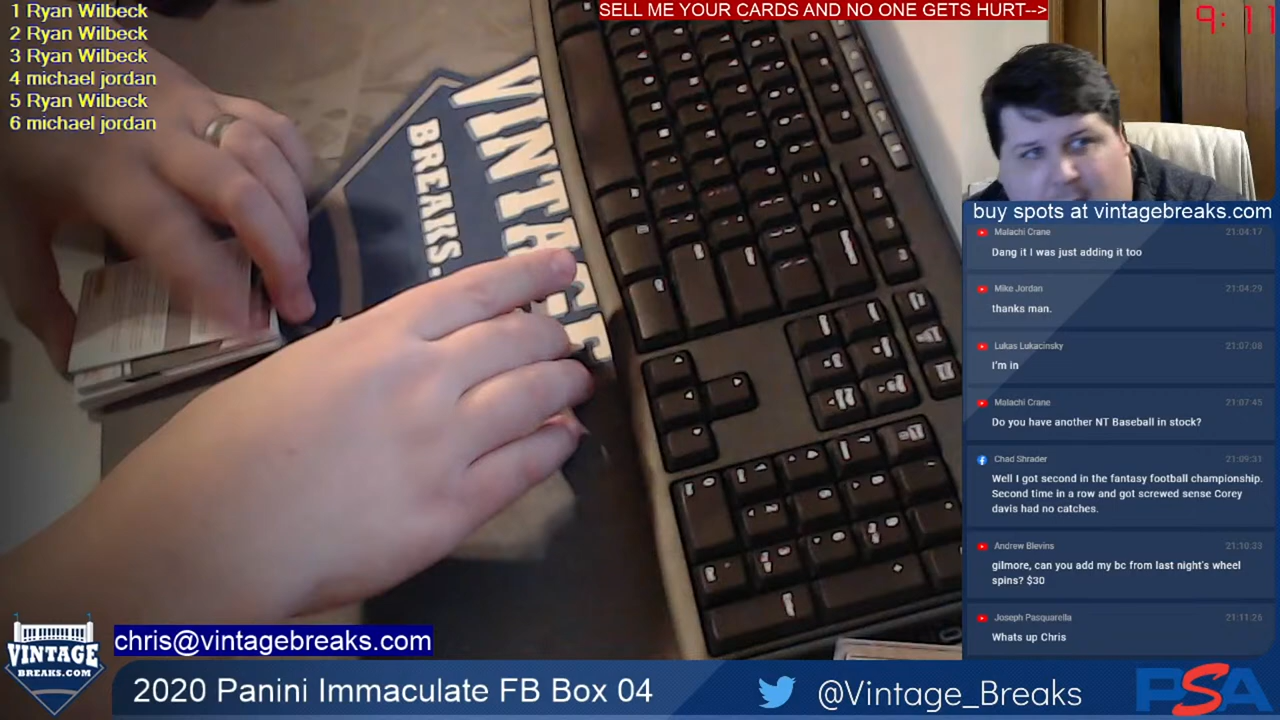 1 Ryan Wilbeck
2 Ryan Wilbeck
3 Ryan Wilbeck
4 michael jordan
5 Ryan Wilbeck
6 michael jordan
SELL ME YOUR CARDS AND NO ONE GETS HURT-->
9:11
VINTAGE
BREAKS.
buy spots at vintagebreaks.com
Malachi Crane 21:04:17
Dang it I was just adding it too
Mike Jordan 21:04:29
thanks man.
Lukas Lukacinsky 21:07:08
I'm in
Malachi Crane 21:07:45
Do you have another NT Baseball in stock?
Chad Shrader 21:09:31
Well I got second in the fantasy football championship.
Second time in a row and got screwed sense Corey
davis had no catches.
Andrew Blevins 21:10:33
gilmore, can you add my bc from last night's wheel
spins? $30
Joseph Pasquarella 21:11:26
Whats up Chris
VINTAGE
BREAKS.COM
chris@vintagebreaks.com
2020 Panini Immaculate FB Box 04
@Vintage_Breaks
PSA